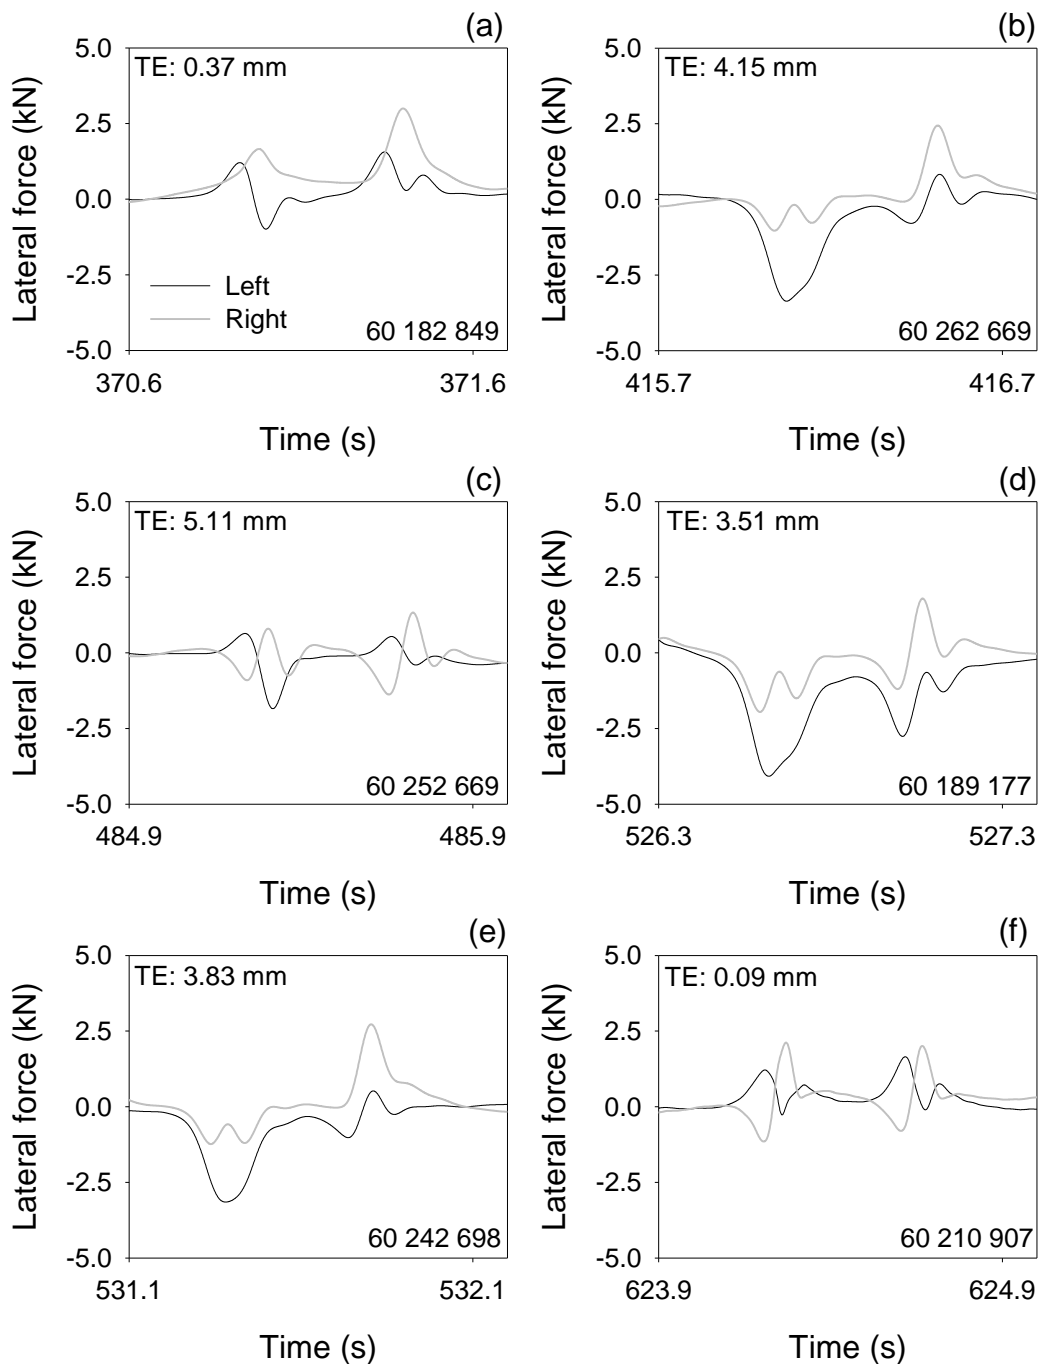 (a)
5.0
TE: 0.37 mm
2.5
0.0
-2.5
Left
Right
60 182 849
-5.0
370.6
371.6
Lateral force (kN)
Time (s)
(b)
5.0
TE: 4.15 mm
2.5
0.0
-2.5
60 262 669
-5.0
415.7
416.7
Lateral force (kN)
Time (s)
(c)
5.0
TE: 5.11 mm
2.5
0.0
-2.5
60 252 669
-5.0
484.9
485.9
Lateral force (kN)
Time (s)
(d)
5.0
TE: 3.51 mm
2.5
0.0
-2.5
60 189 177
-5.0
526.3
527.3
Lateral force (kN)
Time (s)
(e)
5.0
TE: 3.83 mm
2.5
0.0
-2.5
60 242 698
-5.0
531.1
532.1
Lateral force (kN)
Time (s)
(f)
5.0
TE: 0.09 mm
2.5
0.0
-2.5
60 210 907
-5.0
623.9
624.9
Lateral force (kN)
Time (s)